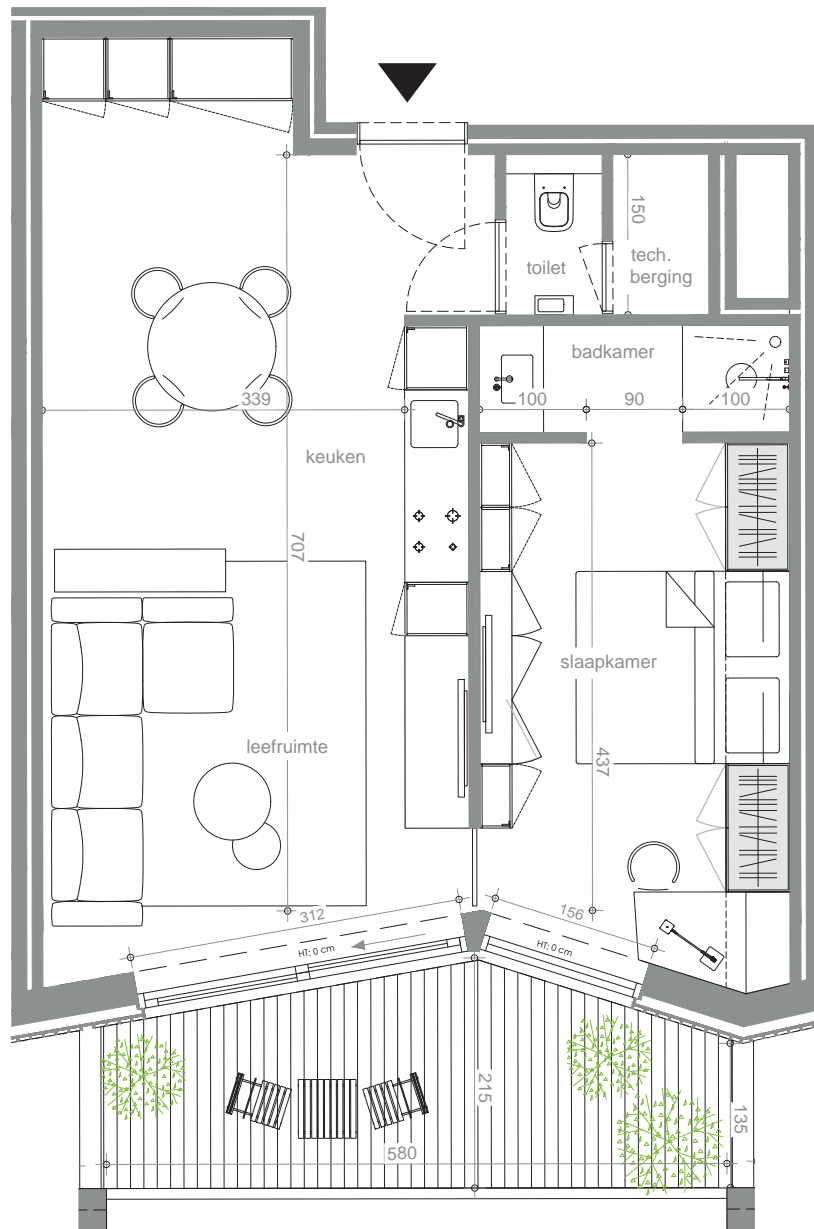 150
toilet
tech.
berging
badkamer
339
100
90
100
keuken
707
slaapkamer
leefruimte
437
312
156
HT: 0 cm
HT: 0 cm
215
135
580